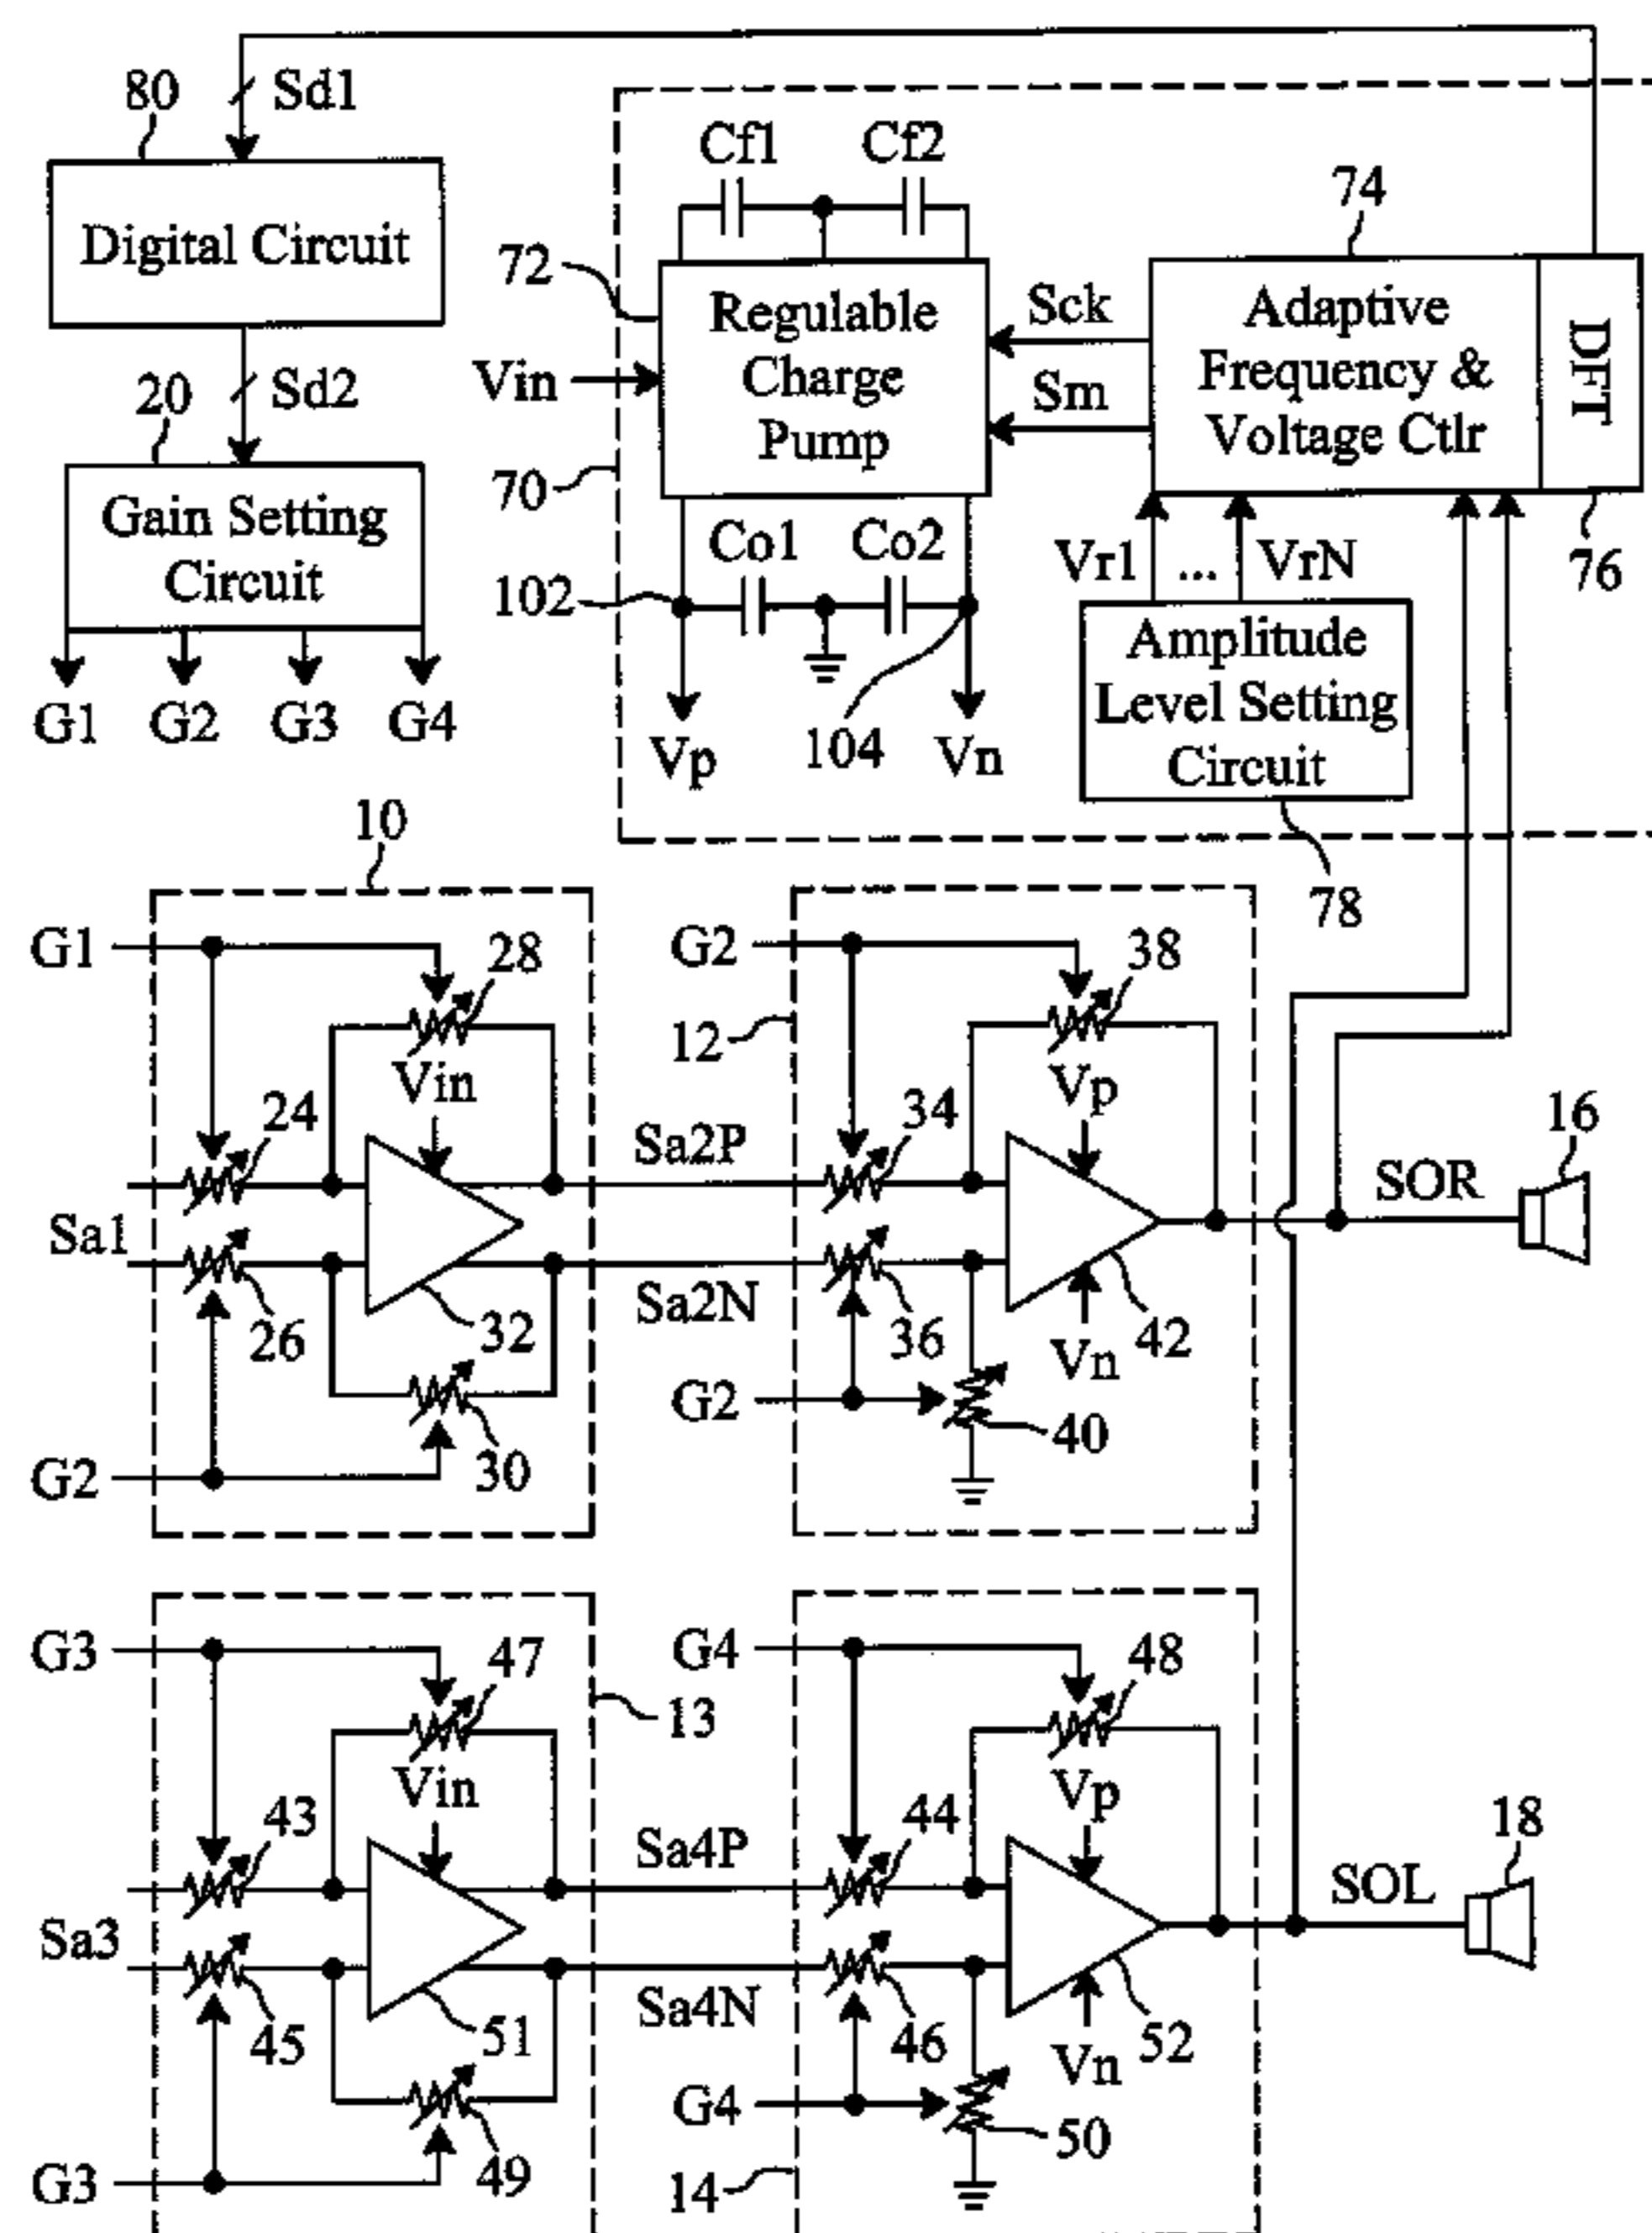 80
Sd1
Digital Circuit
Sd2
20
Gain Setting
Circuit
G1
G2
G3
G4
Cf1
Cf2
72
Regulable
Charge
Pump
Vin
70
Sck
Sm
74
Adaptive
Frequency &
Voltage Ctlr
DFT
76
Co1
Co2
102
104
Vp
Vn
Vr1
...
VrN
Amplitude
Level Setting
Circuit
78
10
G1
28
Vin
24
Sa1
26
32
30
G2
Sa2P
Sa2N
12
G2
38
Vp
34
36
42
Vn
G2
40
SOR
16
13
G3
47
Vin
43
Sa3
45
51
49
G3
Sa4P
Sa4N
G4
48
Vp
44
46
52
Vn
G4
50
14
SOL
18